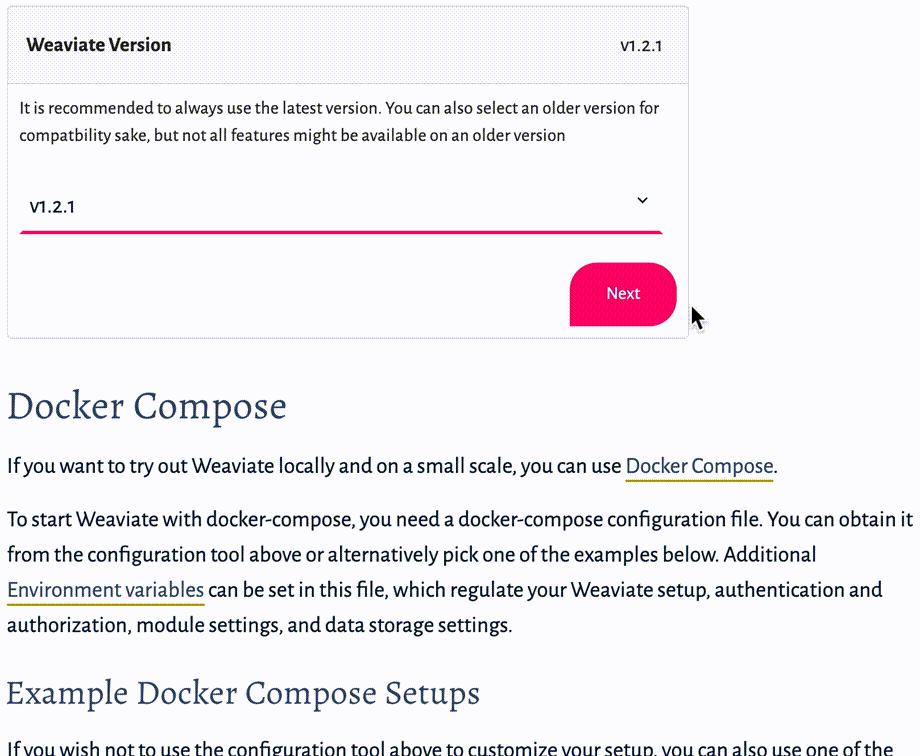 Weaviate Version
v1.2.1
It is recommended to always use the latest version. You can also select an older version for
compatbility sake, but not all features might be available on an older version
v1.2.1
Next
Docker Compose
If you want to try out Weaviate locally and on a small scale, you can use Docker Compose.
To start Weaviate with docker-compose, you need a docker-compose configuration file. You can obtain it
from the configuration tool above or alternatively pick one of the examples below. Additional
Environment variables can be set in this file, which regulate your Weaviate setup, authentication and
authorization, module settings, and data storage settings.
Example Docker Compose Setups
If you wish not to use the configuration tool above to customize your setup, you can also use one of the